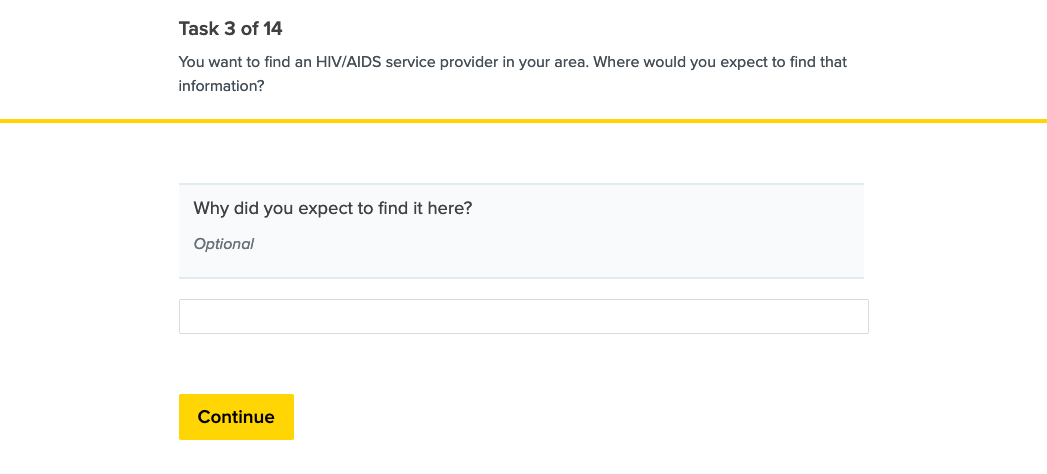 Task 3 of 14
You want to find an HIV/AIDS service provider in your area. Where would you expect to find that
information?
Why did you expect to find it here?
Optional
Continue